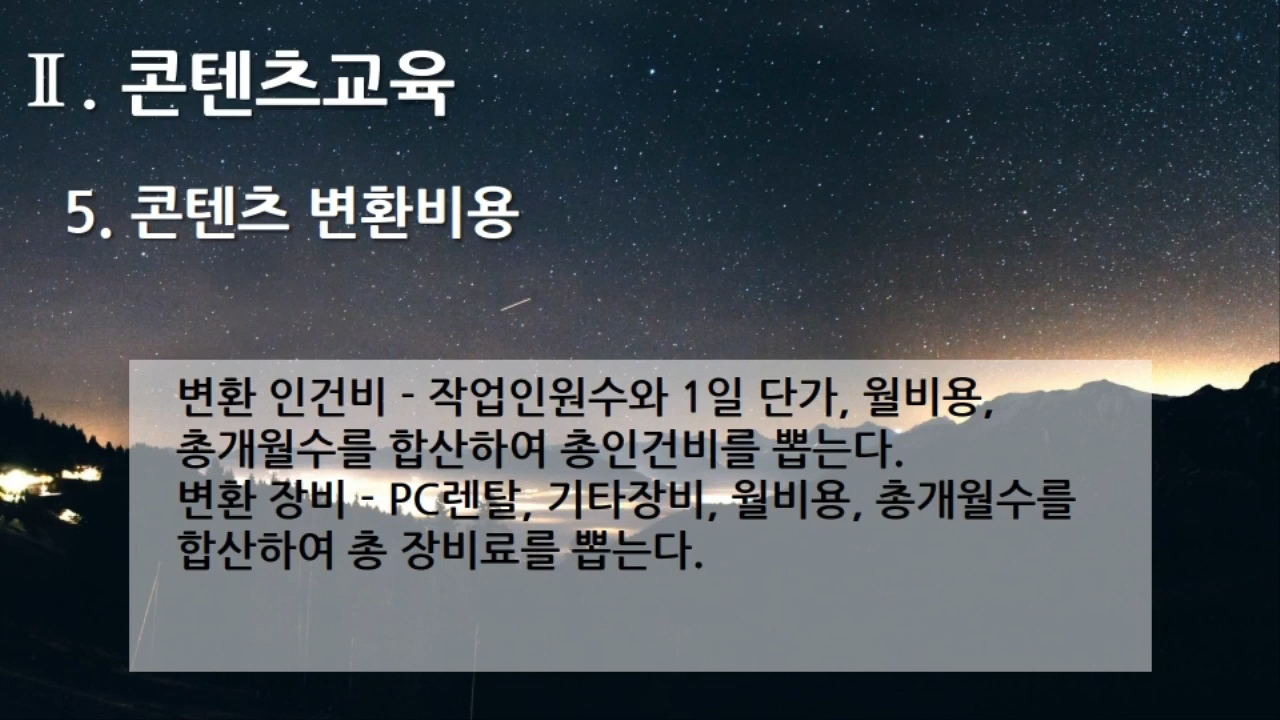 Ⅱ. 콘텐츠교육
5. 콘텐츠 변환비용
변환 인건비 - 작업인원수와 1일 단가, 월비용,
총개월수를 합산하여 총인건비를 뽑는다.
변환 장비 - PC렌탈, 기타장비, 월비용, 총개월수를
합산하여 총 장비료를 뽑는다.